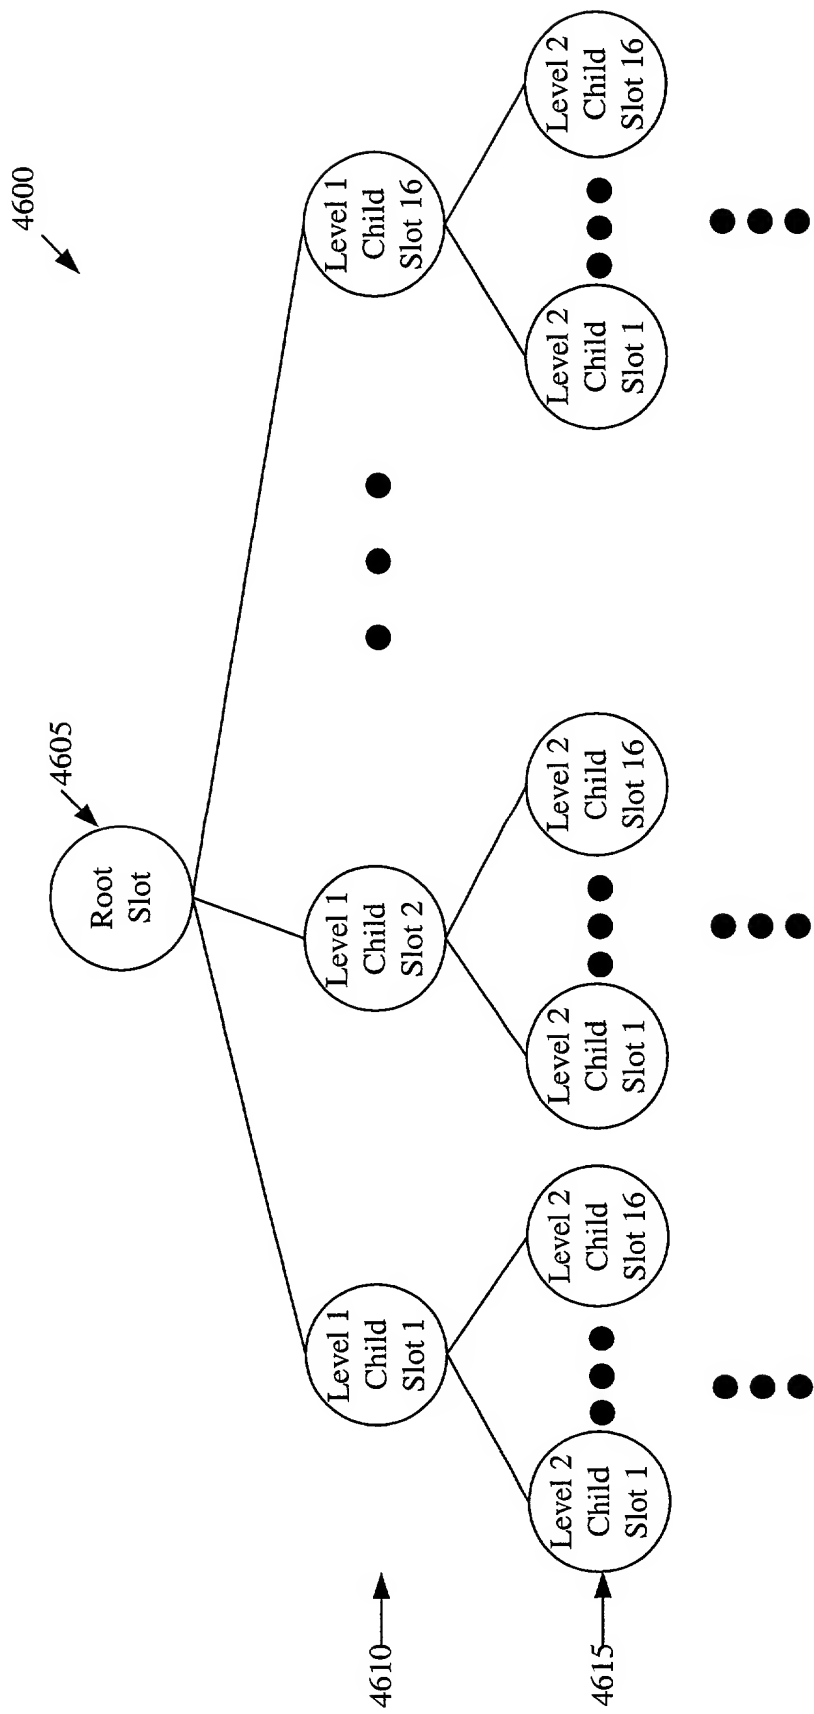 4600
4605
Root
Slot
4610
Level 1
Child
Slot 1
Level 1
Child
Slot 2
Level 1
Child
Slot 16
4615
Level 2
Child
Slot 1
Level 2
Child
Slot 16
Level 2
Child
Slot 1
Level 2
Child
Slot 16
Level 2
Child
Slot 1
Level 2
Child
Slot 16